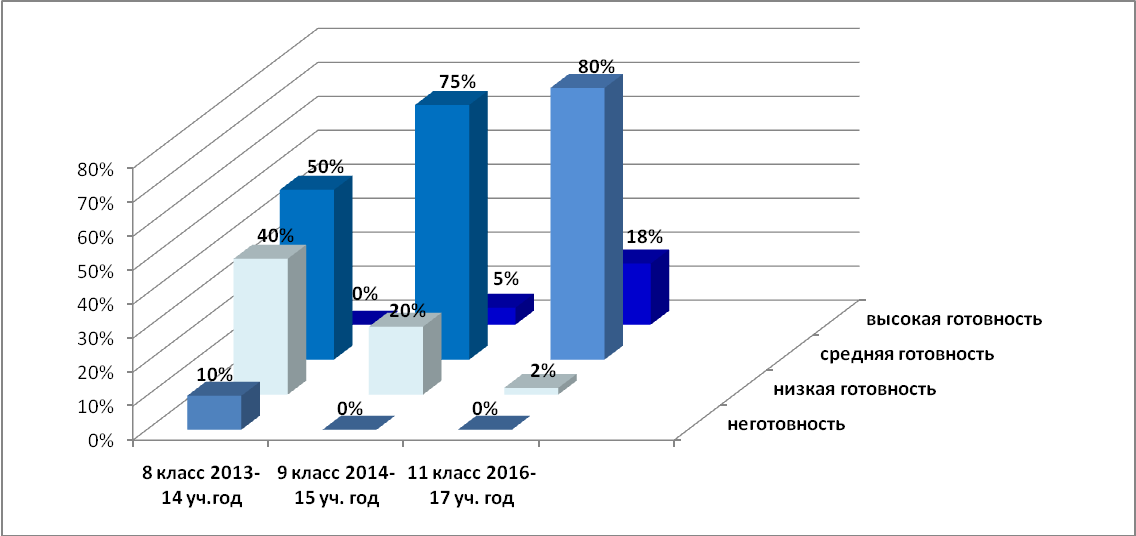 80%
75%
50%
40%
18%
5%
0%
20%
10%
2%
0%
0%
80%
70%
60%
50%
40%
30%
20%
10%
0%
высокая готовность
средняя готовность
низкая готовность
неготовность
8 класс 2013-
14 уч.год
9 класс 2014-
15 уч. год
11 класс 2016-
17 уч. год